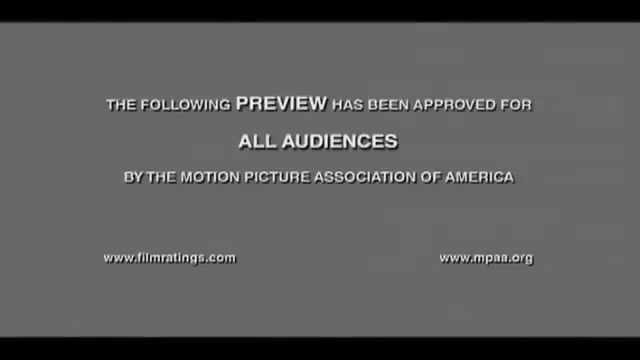 THE FOLLOWING PREVIEW HAS BEEN APPROVED FOR
ALL AUDIENCES
BY THE MOTION PICTURE ASSOCIATION OF AMERICA
www.filmratings.com www.mpaa.org